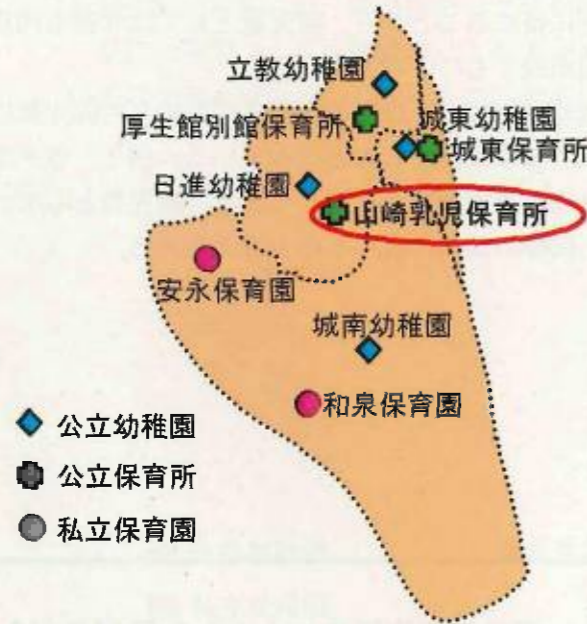 立教幼稚園
厚生館別館保育所
城東幼稚園
城東保育所
日進幼稚園
山崎乳児保育所
安永保育園
城南幼稚園
和泉保育園
公立幼稚園
公立保育所
私立保育園